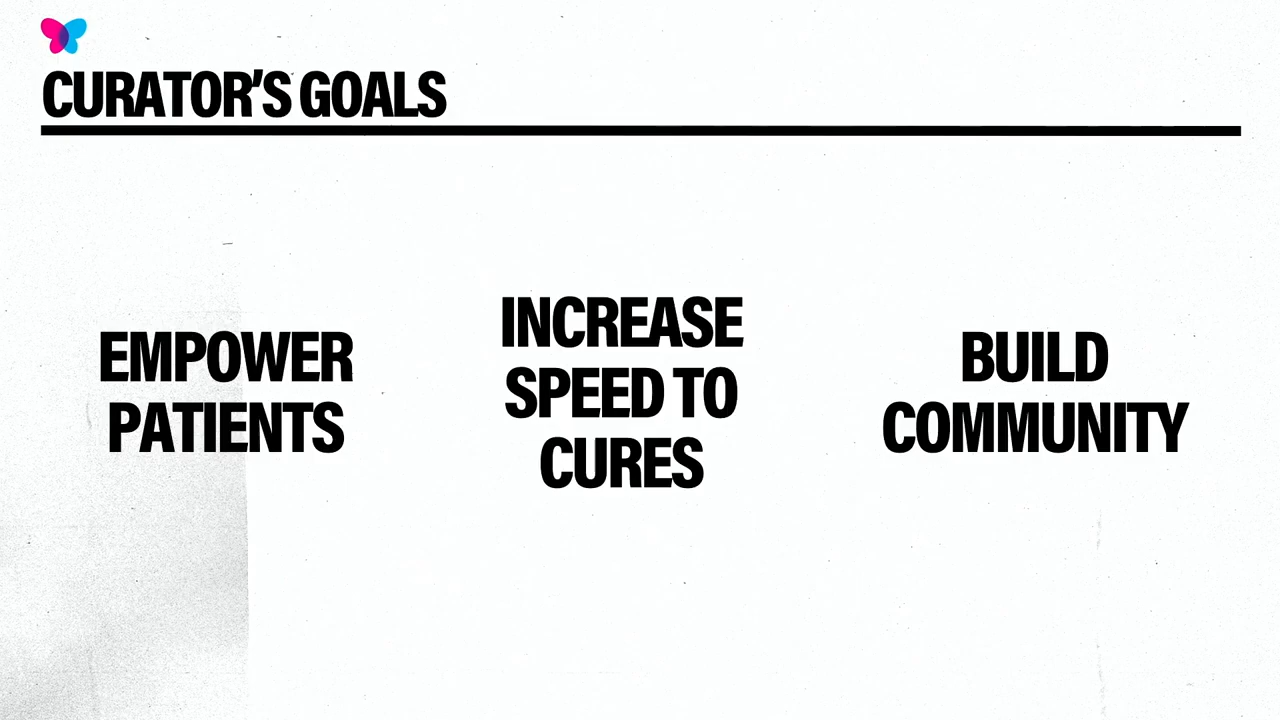 CURATOR'S GOALS
EMPOWER
PATIENTS
INCREASE
SPEED TO
CURES
BUILD
COMMUNITY